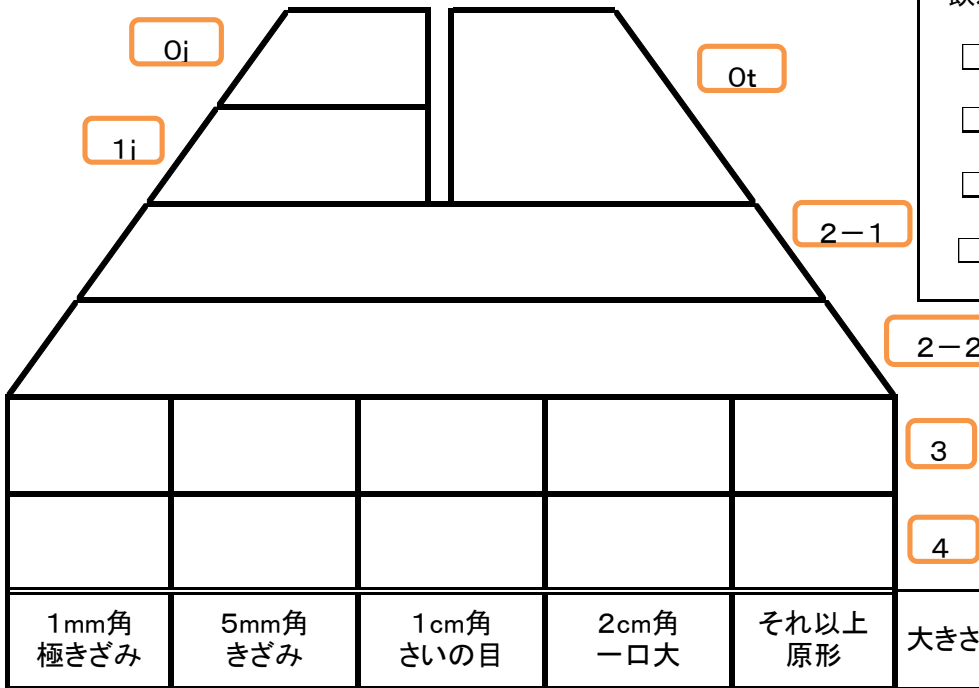 0j
0t
1j
2－1
2－2
3
4
1mm角
極きざみ
5mm角
きざみ
1cm角
さいの目
2cm角
一口大
それ以上
原形
大きさ